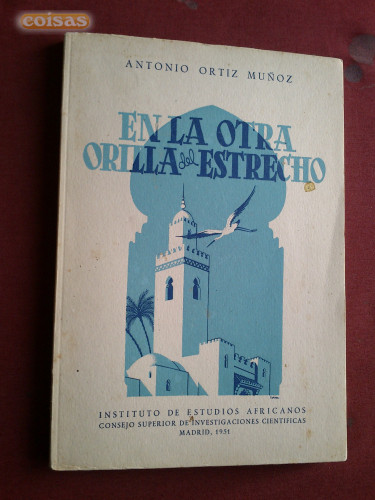 coisas
ANTONIO ORTIZ MUÑOZ
EN LA OTRA
ORILLA del ESTRECHO
INSTITUTO DE ESTUDIOS AFRICANOS
CONSEJO SUPERIOR DE INVESTIGACIONES CIENTIFICAS
MADRID, 1951